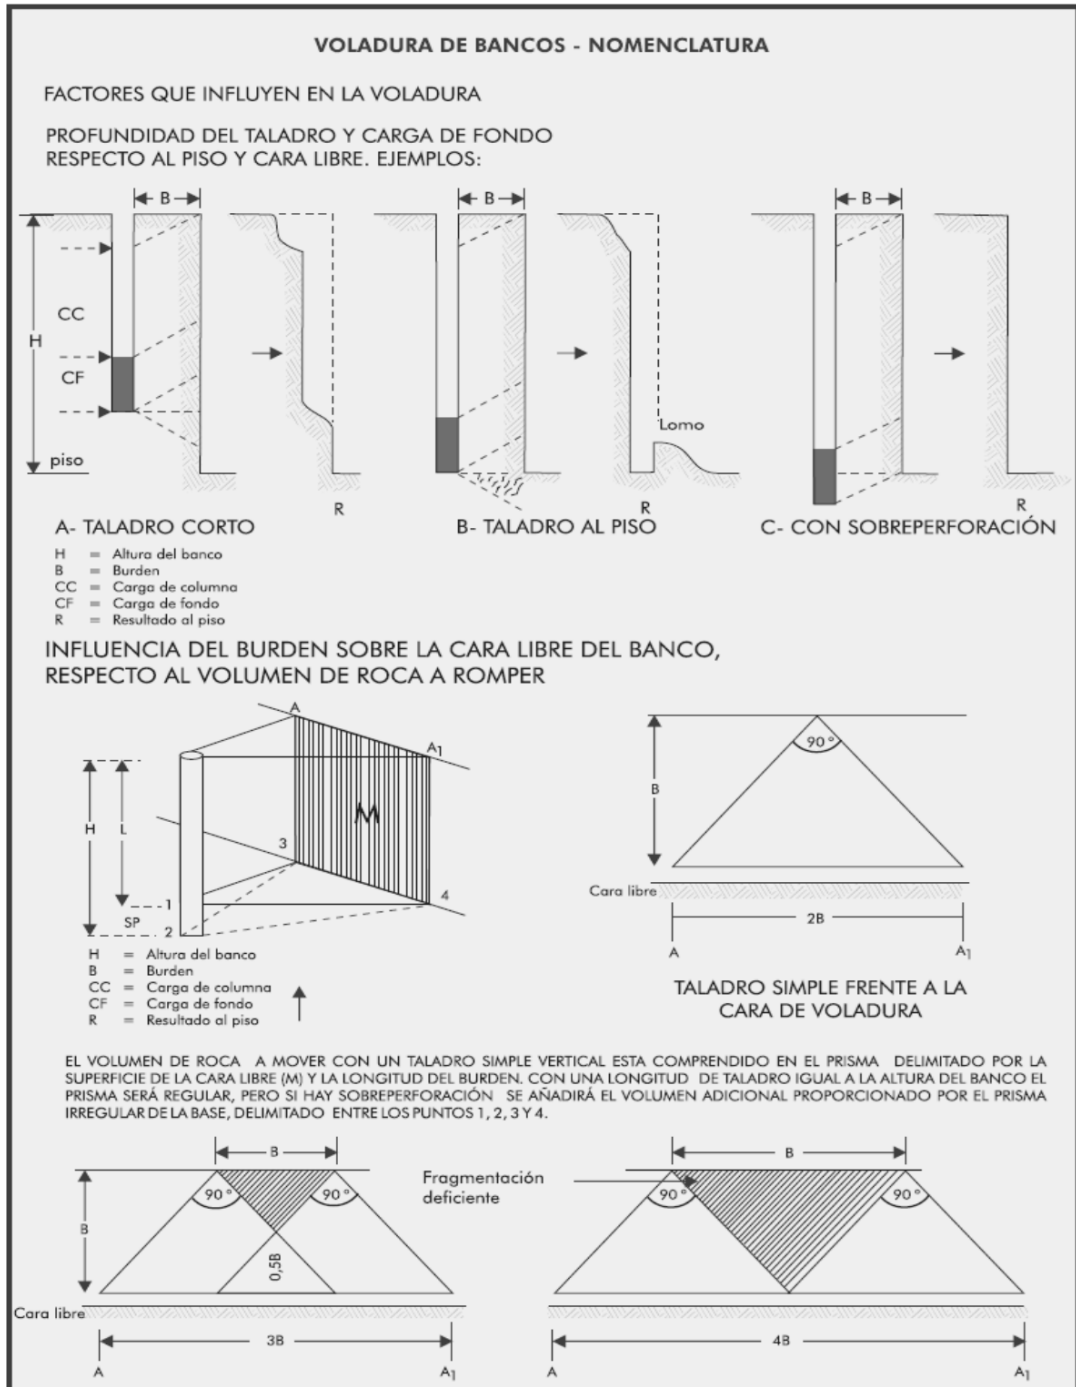 VOLADURA DE BANCOS - NOMENCLATURA
FACTORES QUE INFLUYEN EN LA VOLADURA
PROFUNDIDAD DEL TALADRO Y CARGA DE FONDO
RESPECTO AL PISO Y CARA LIBRE. EJEMPLOS:
B
B
B
H
CC
CF
piso
R
Lomo
R
R
A- TALADRO CORTO
B- TALADRO AL PISO
C- CON SOBREPERFORACIÓN
H = Altura del banco
B = Burden
CC = Carga de columna
CF = Carga de fondo
R = Resultado al piso
INFLUENCIA DEL BURDEN SOBRE LA CARA LIBRE DEL BANCO,
RESPECTO AL VOLUMEN DE ROCA A ROMPER
A
A1
H
L
M
3
4
1
SP
2
H = Altura del banco
B = Burden
CC = Carga de columna
CF = Carga de fondo
R = Resultado al piso
90 °
B
Cara libre
2B
A
A1
TALADRO SIMPLE FRENTE A LA
CARA DE VOLADURA
EL VOLUMEN DE ROCA A MOVER CON UN TALADRO SIMPLE VERTICAL ESTA COMPRENDIDO EN EL PRISMA DELIMITADO POR LA
SUPERFICIE DE LA CARA LIBRE (M) Y LA LONGITUD DEL BURDEN. CON UNA LONGITUD DE TALADRO IGUAL A LA ALTURA DEL BANCO EL
PRISMA SERÁ REGULAR, PERO SI HAY SOBREPERFORACIÓN SE AÑADIRÁ EL VOLUMEN ADICIONAL PROPORCIONADO POR EL PRISMA
IRREGULAR DE LA BASE, DELIMITADO ENTRE LOS PUNTOS 1, 2, 3 Y 4.
B
90 °
90 °
B
0,5B
Cara libre
3B
A
A1
Fragmentación
deficiente
B
90 °
90 °
4B
A
A1